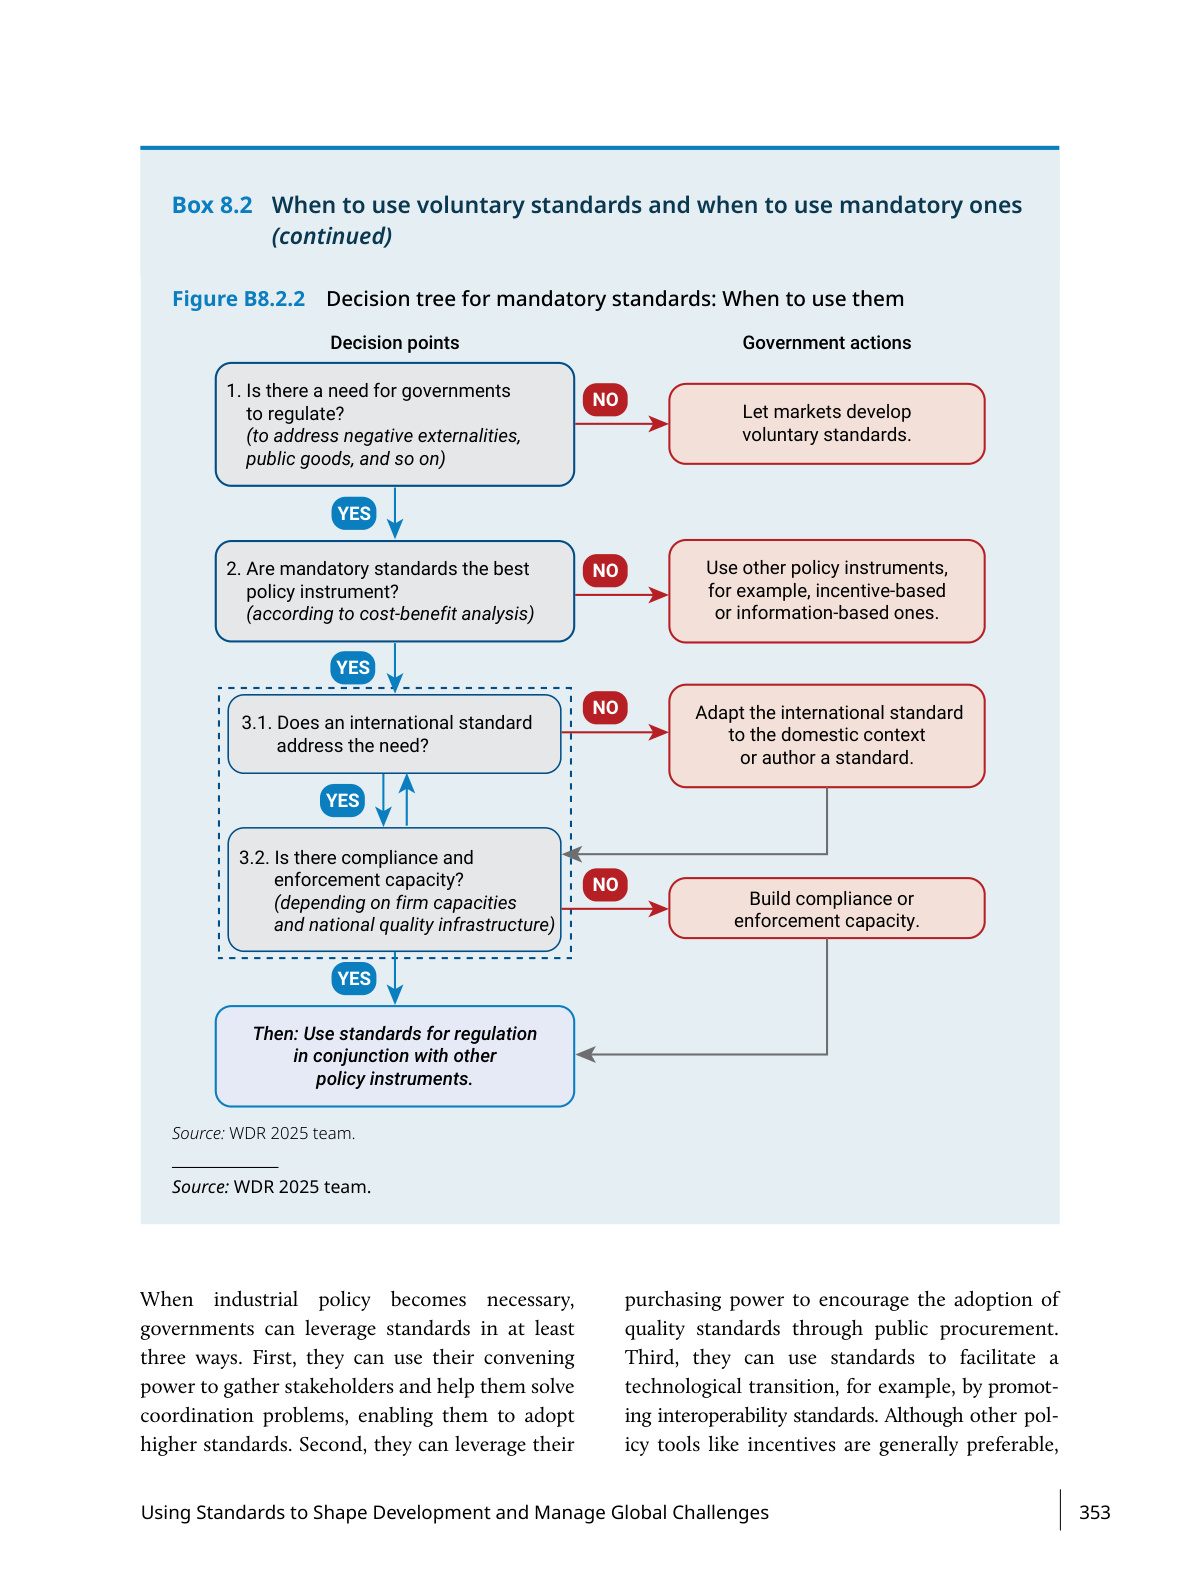 Box 8.2 When to use voluntary standards and when to use mandatory ones
(continued)
Figure B8.2.2 Decision tree for mandatory standards: When to use them
Decision points
Government actions
1. Is there a need for governments
to regulate?
(to address negative externalities,
public goods, and so on)
NO
Let markets develop
voluntary standards.
YES
2. Are mandatory standards the best
policy instrument?
(according to cost-benefit analysis)
NO
Use other policy instruments,
for example, incentive-based
or information-based ones.
YES
3.1. Does an international standard
address the need?
NO
Adapt the international standard
to the domestic context
or author a standard.
YES
3.2. Is there compliance and
enforcement capacity?
(depending on firm capacities
and national quality infrastructure)
NO
Build compliance or
enforcement capacity.
YES
Then: Use standards for regulation
in conjunction with other
policy instruments.
Source: WDR 2025 team.
Source: WDR 2025 team.
When industrial policy becomes necessary,
governments can leverage standards in at least
three ways. First, they can use their convening
power to gather stakeholders and help them solve
coordination problems, enabling them to adopt
higher standards. Second, they can leverage their
purchasing power to encourage the adoption of
quality standards through public procurement.
Third, they can use standards to facilitate a
technological transition, for example, by promot-
ing interoperability standards. Although other pol-
icy tools like incentives are generally preferable,
Using Standards to Shape Development and Manage Global Challenges
353